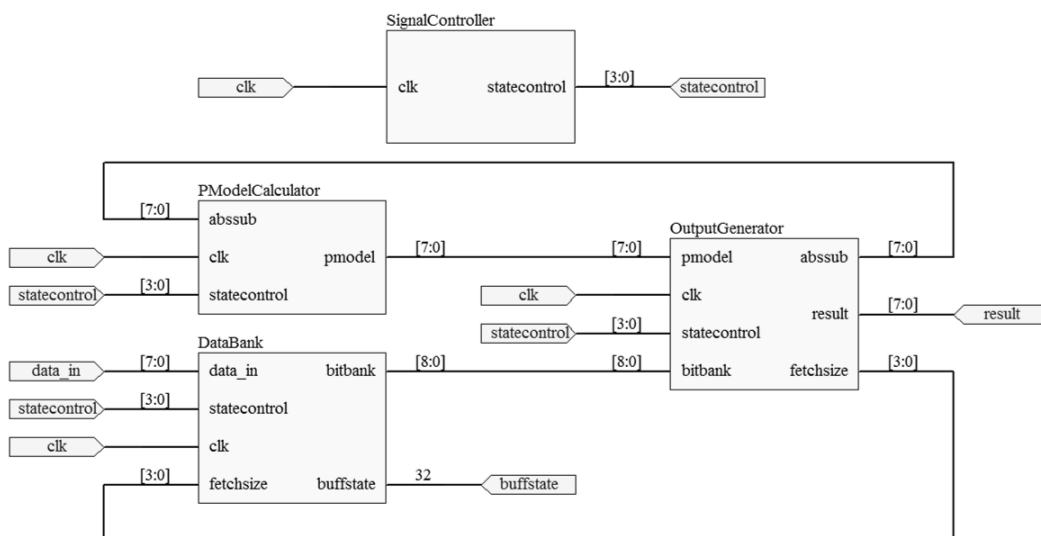 SignalController
[3:0]
clk clk statecontrol statecontrol
PModelCalculator
[7:0]
abssub
OutputGenerator
clk clk pmodel [7:0] [7:0] pmodel abssub [7:0]
statecontrol [3:0] statecontrol clk clk
[7:0]
result result
[3:0]
statecontrol statecontrol
DataBank
data_in [7:0] data_in bitbank [8:0] [8:0] bitbank fetchsize [3:0]
statecontrol [3:0] statecontrol
clk clk
[3:0] fetchsize buffstate 32 buffstate